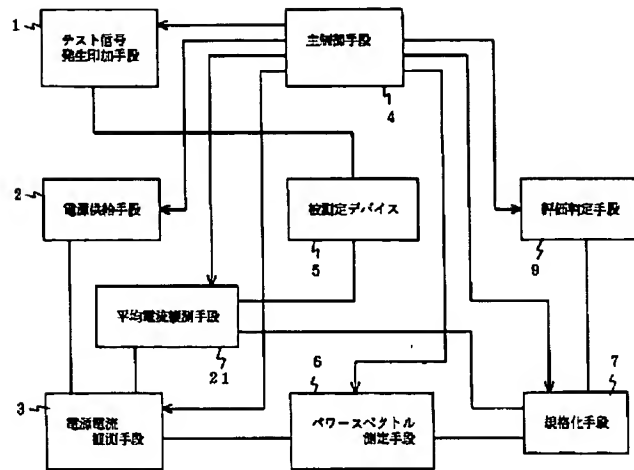 1
テスト信号
発生印加手段
主制御手段
4
2
電源供給手段
被測定デバイス
5
評価判定手段
9
平均電流観測手段
21
3
電源電流
観測手段
6
パワースペクトル
測定手段
7
規格化手段